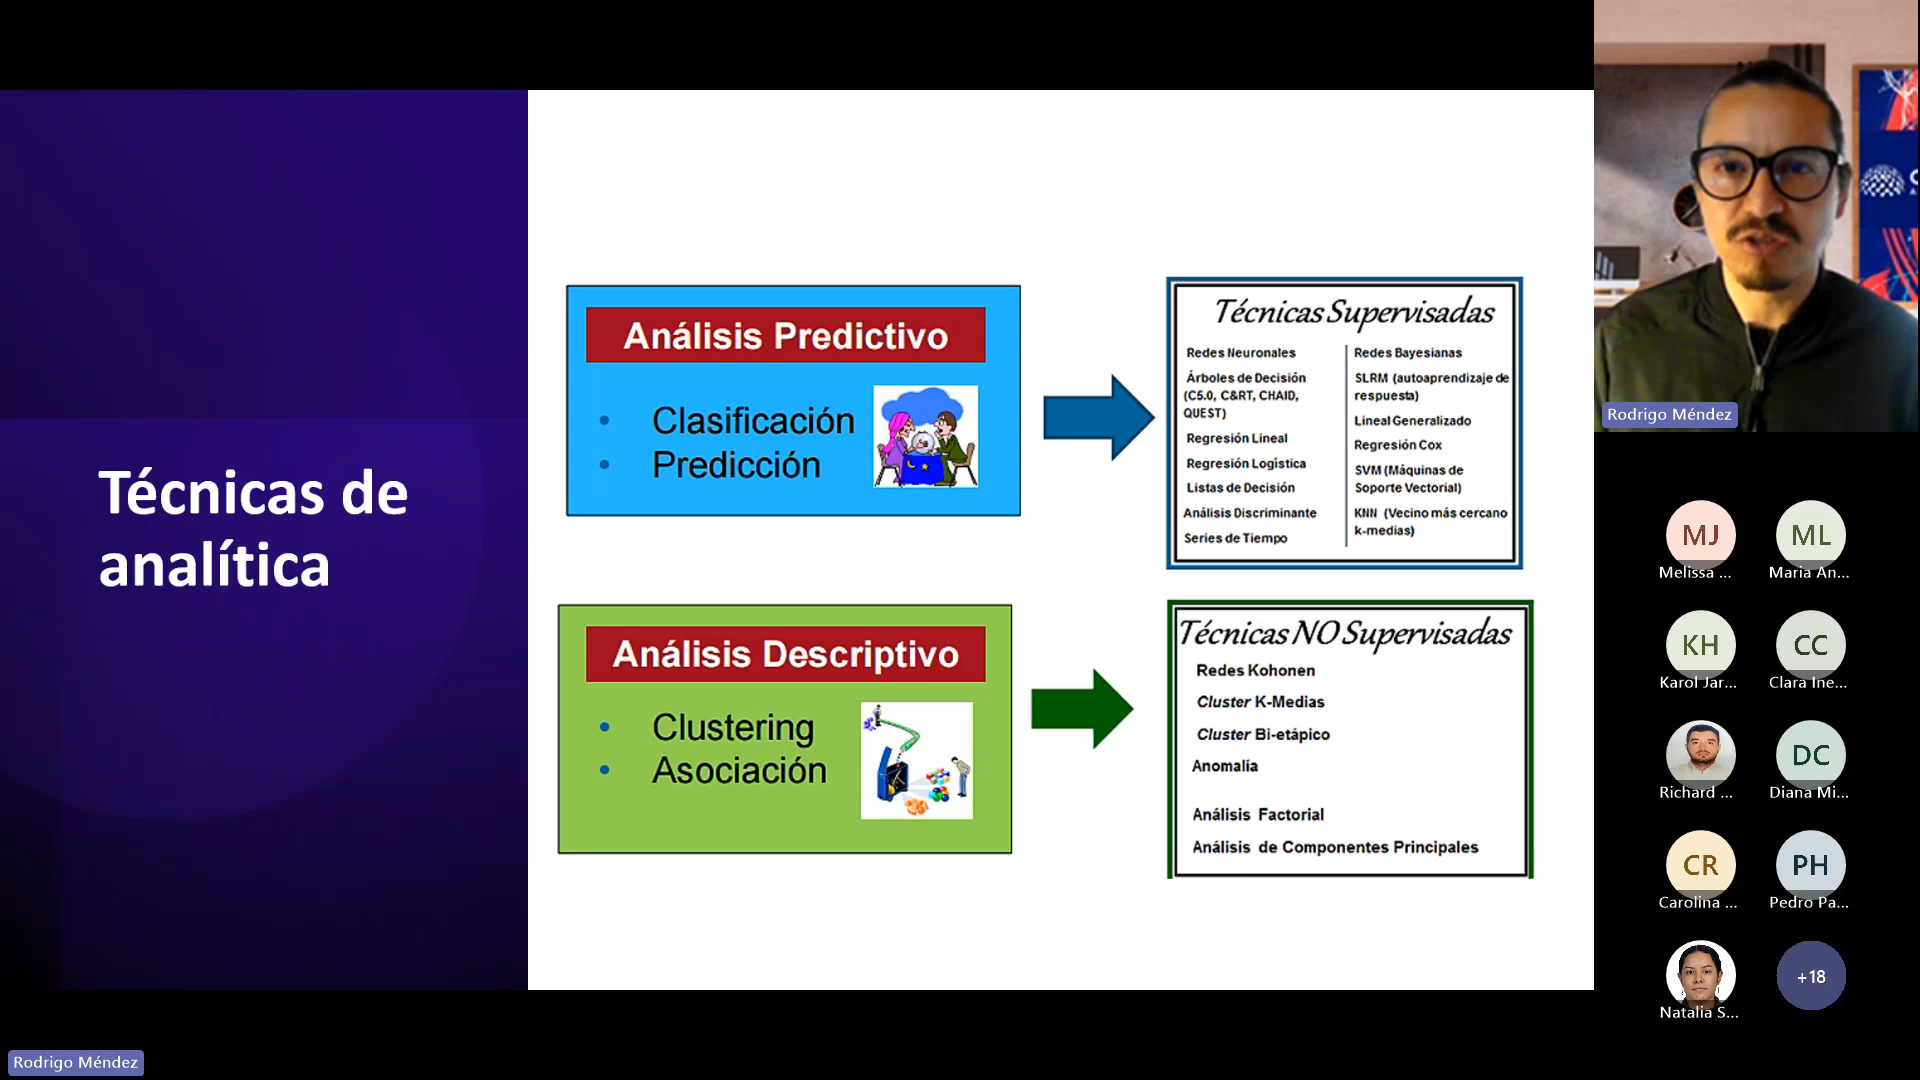 Técnicas de
analítica
Análisis Predictivo
• Clasificación
• Predicción
Técnicas Supervisadas
Redes Neuronales
Árboles de Decisión
(C5.0, C&RT, CHAID,
QUEST)
Regresión Lineal
Regresión Logística
Listas de Decisión
Análisis Discriminante
Series de Tiempo
Redes Bayesianas
SLRM (autoaprendizaje de
respuesta)
Lineal Generalizado
Regresión Cox
SVM (Máquinas de
Soporte Vectorial)
KNN (Vecino más cercano
k-medias)
Análisis Descriptivo
• Clustering
• Asociación
Técnicas NO Supervisadas
Redes Kohonen
Cluster K-Medias
Cluster Bi-etápico
Anomalía
Análisis Factorial
Análisis de Componentes Principales
Rodrigo Méndez
MJ
Melissa ...
ML
Maria An...
KH
Karol Jar...
CC
Clara Ine...
Richard ...
DC
Diana Mi...
CR
Carolina ...
PH
Pedro Pa...
Natalia S...
+18
Rodrigo Méndez